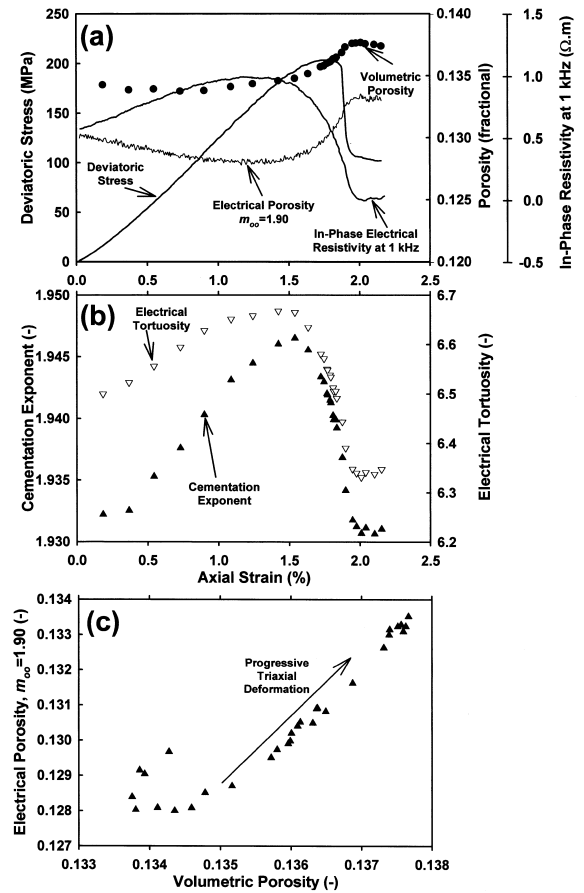 (a)
250
200
150
100
50
0
Deviatoric Stress (MPa)
0.140
0.135
0.130
0.125
0.120
Porosity (fractional)
1.5
1.0
0.5
0.0
-0.5
In-Phase Resistivity at 1 kHz (Ω.m)
Volumetric
Porosity
Deviatoric
Stress
Electrical Porosity
moo=1.90
In-Phase Electrical
Resistivity at 1 kHz
0.0 0.5 1.0 1.5 2.0 2.5
(b)
1.950
1.945
1.940
1.935
1.930
Cementation Exponent (-)
6.7
6.6
6.5
6.4
6.3
6.2
Electrical Tortuosity (-)
Electrical
Tortuosity
Cementation
Exponent
0.0 0.5 1.0 1.5 2.0 2.5
Axial Strain (%)
(c)
0.134
0.133
0.131
0.130
0.129
0.127
Electrical Porosity, moo=1.90 (-)
Progressive
Triaxial
Deformation
0.133 0.134 0.135 0.136 0.137 0.138
Volumetric Porosity (-)